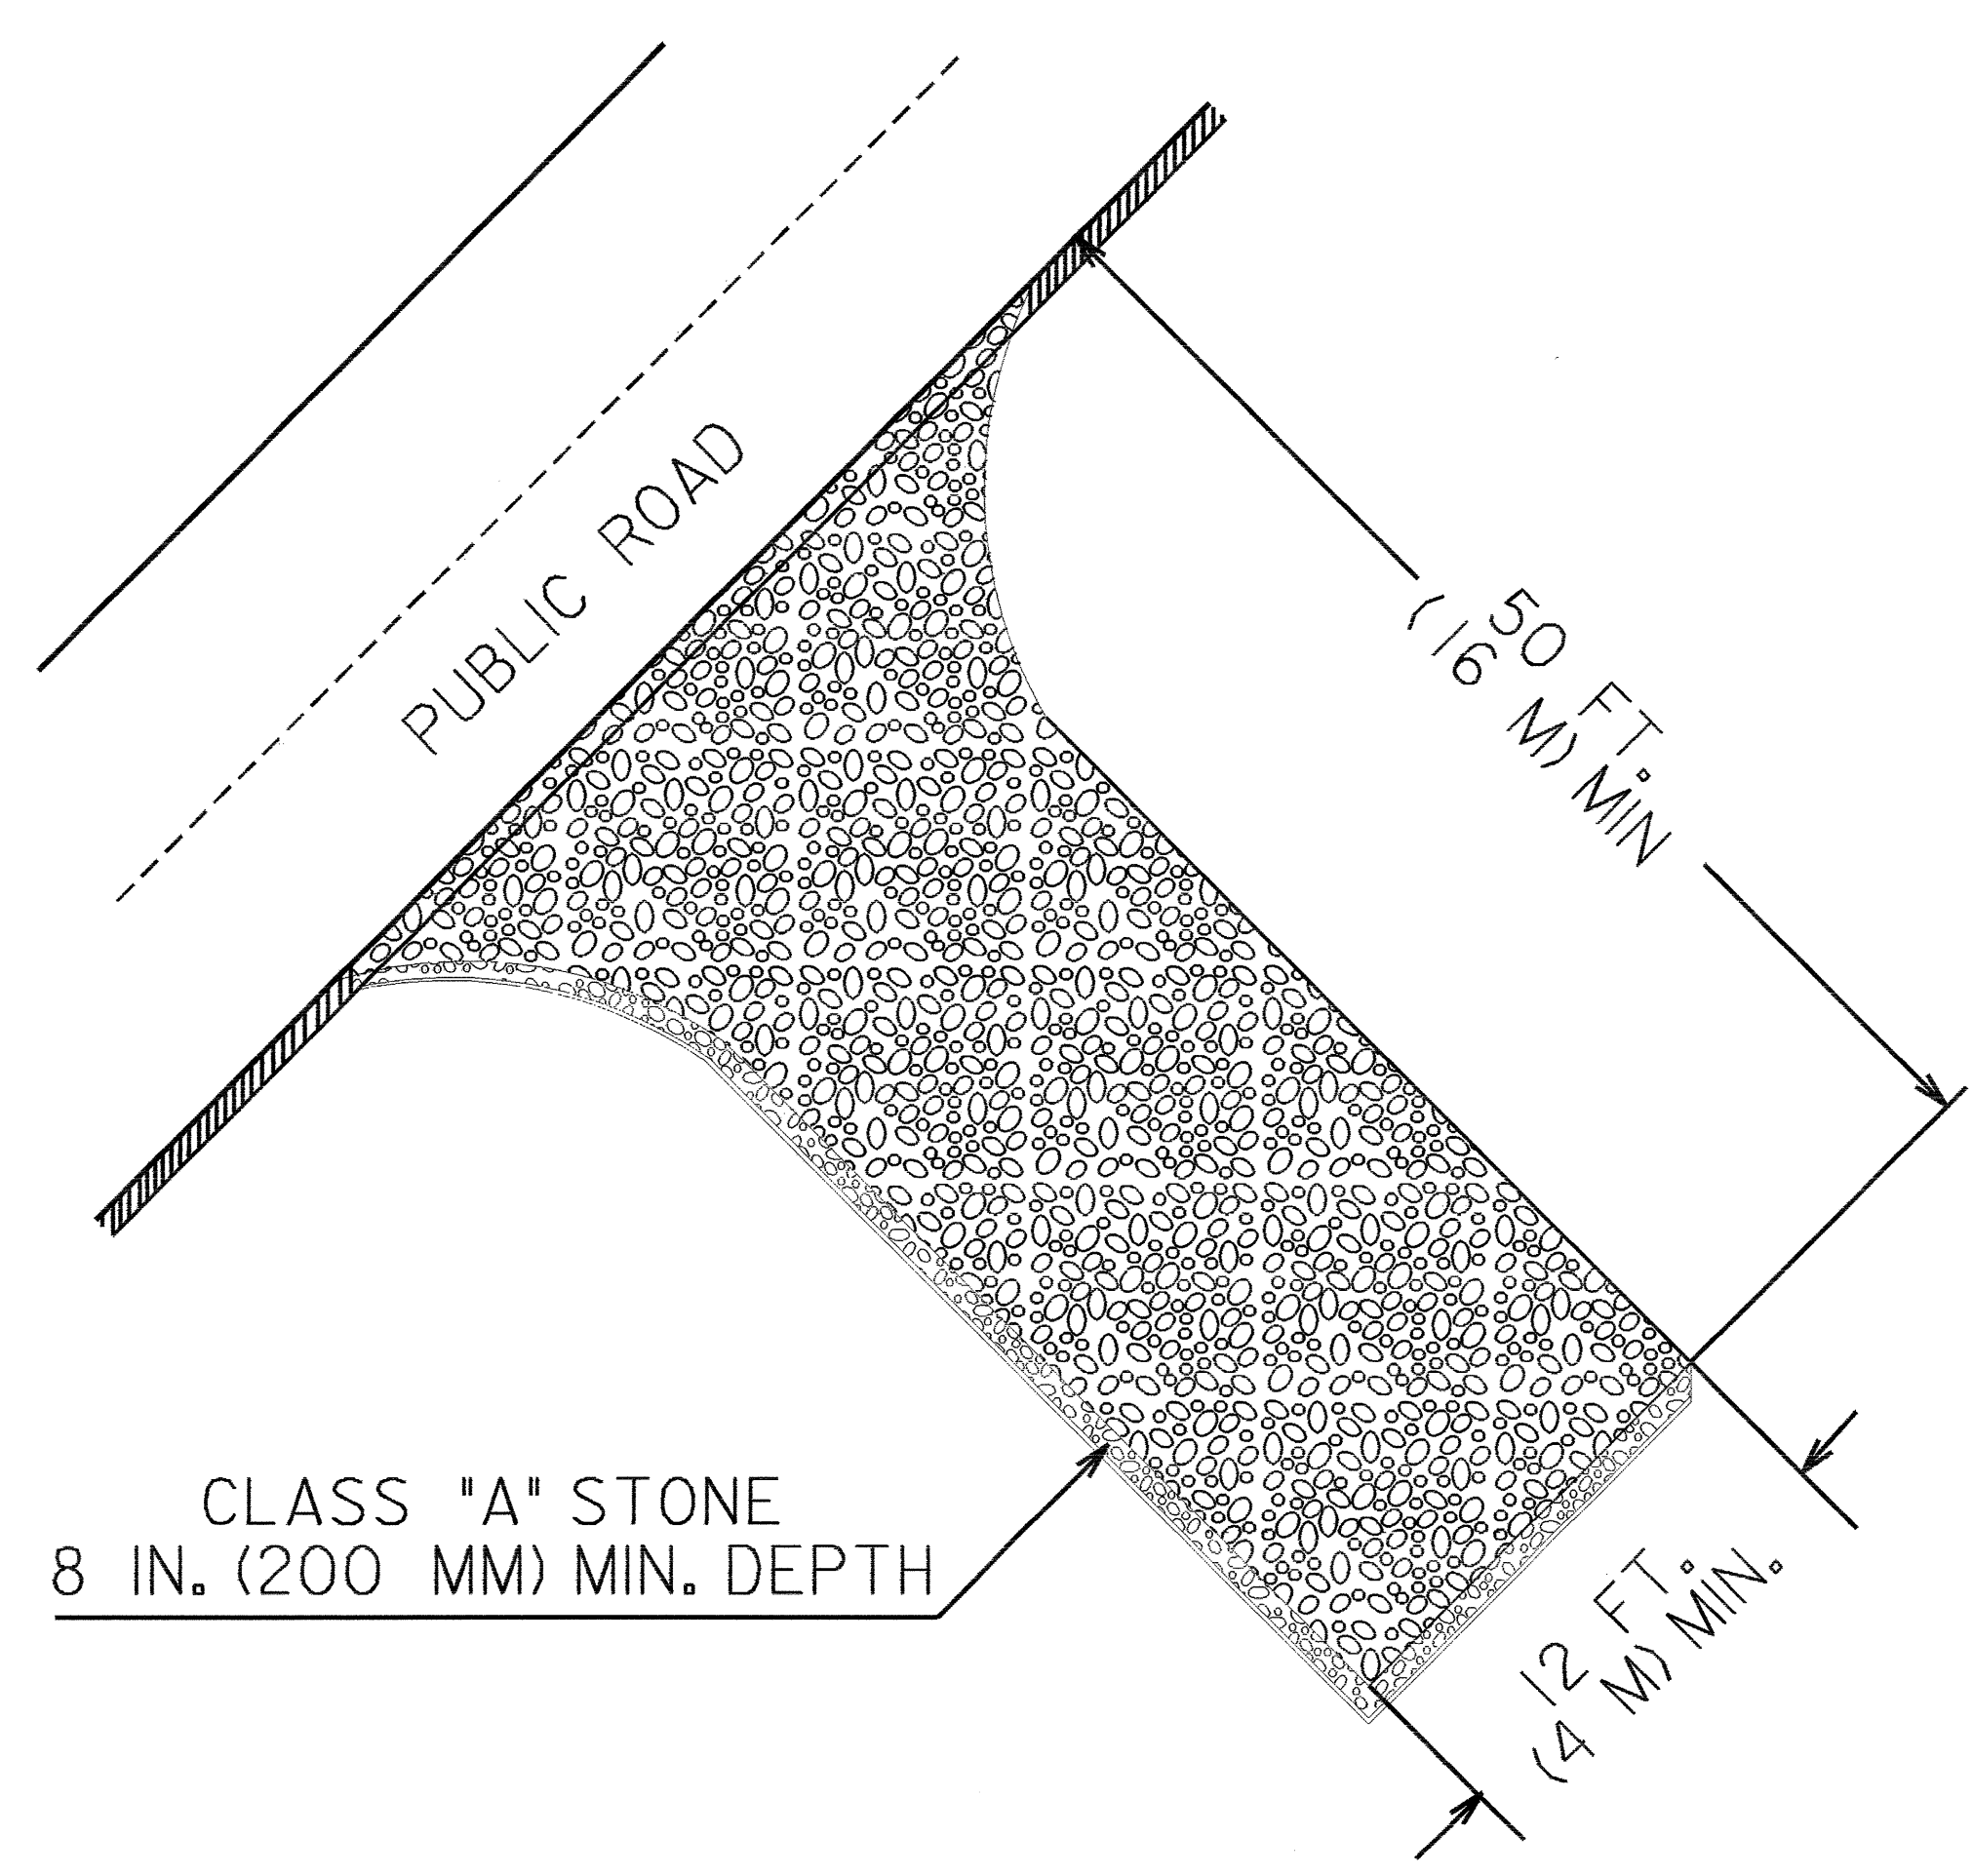 PUBLIC ROAD
50 FT.
(16 M) MIN
CLASS "A" STONE
8 IN. (200 MM) MIN. DEPTH
12 FT.
(4 M) MIN.